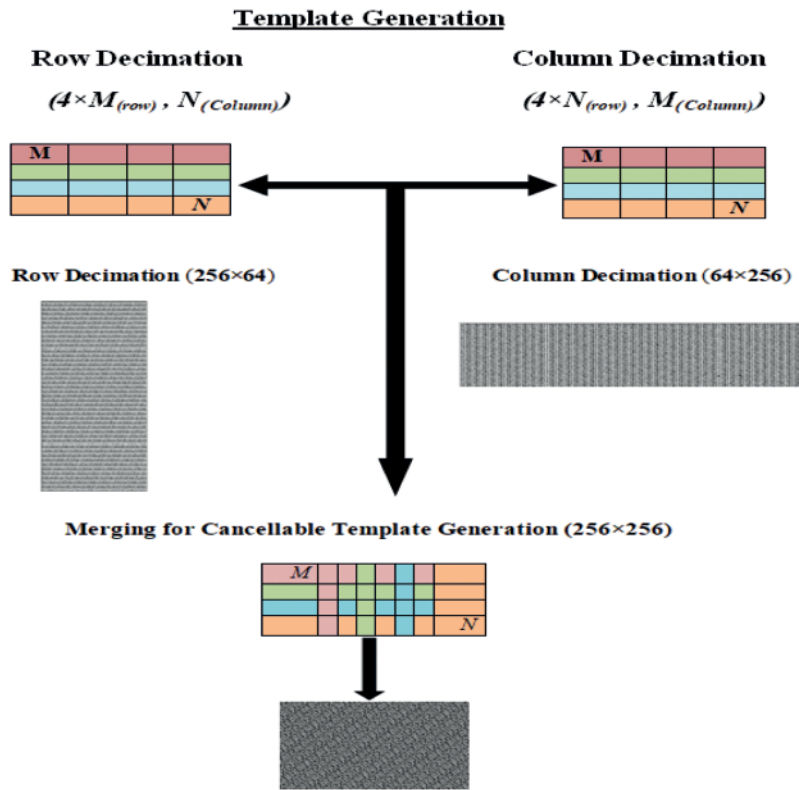 Template Generation
Row Decimation
(4×M(row) , N(Column))
Column Decimation
(4×N(row) , M(Column))
M
N
M
N
Row Decimation (256×64)
Column Decimation (64×256)
Merging for Cancellable Template Generation (256×256)
M
N